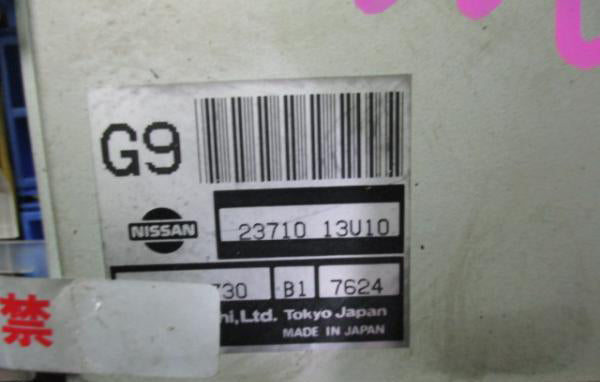 G9
NISSAN
23710 13U10
730 B1 7624
hi,Ltd. Tokyo Japan
MADE IN JAPAN
禁